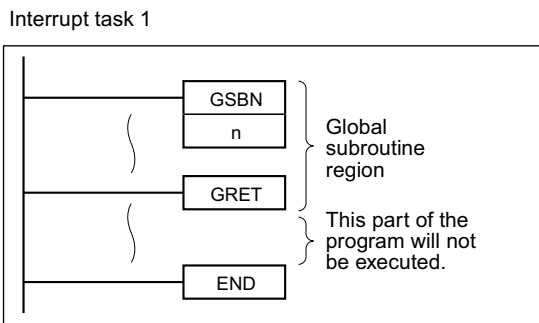 Interrupt task 1
GSBN
n
Global
subroutine
region
GRET
This part of the
program will not
be executed.
END